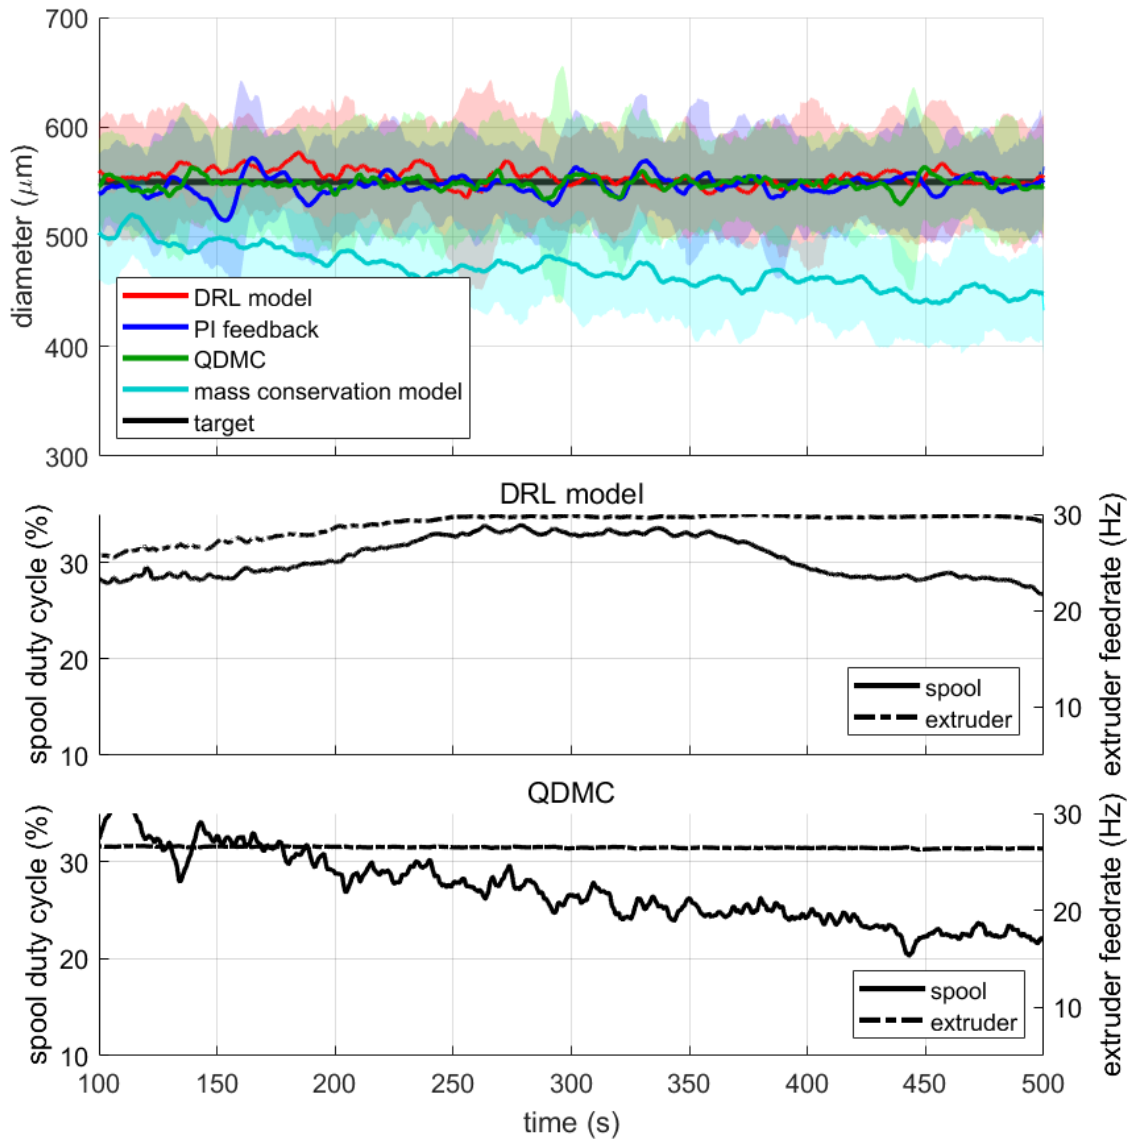 700
600
500
400
300
diameter (μm)
DRL model
PI feedback
QDMC
mass conservation model
target
DRL model
30
20
10
spool duty cycle (%)
30
20
10
extruder feedrate (Hz)
spool
extruder
QDMC
30
20
10
spool duty cycle (%)
30
20
10
extruder feedrate (Hz)
spool
extruder
100 150 200 250 300 350 400 450 500
time (s)